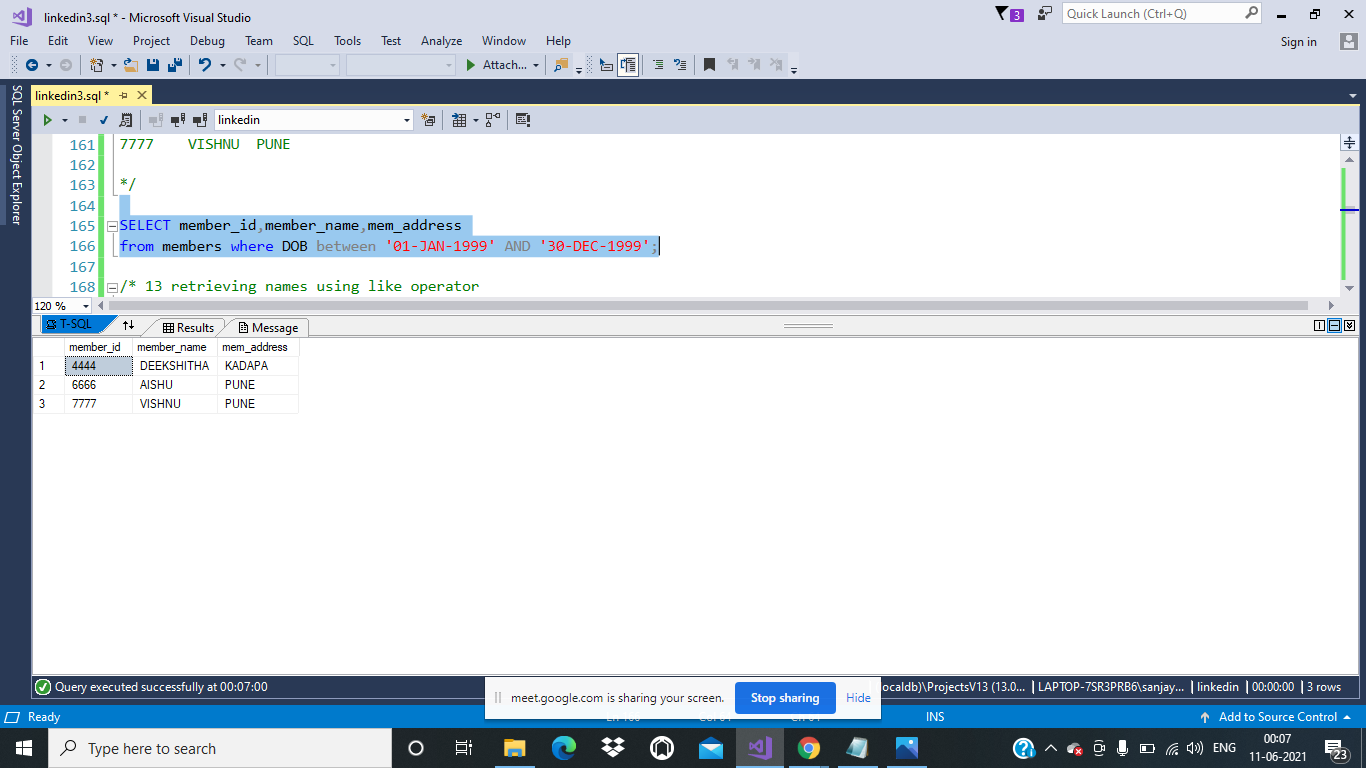 linkedin3.sql * - Microsoft Visual Studio
3
Quick Launch (Ctrl+Q)
File Edit View Project Debug Team SQL Tools Test Analyze Window Help
Sign in
Attach...
SQL Server Object Explorer
linkedin3.sql *
linkedin
161 7777 VISHNU PUNE
162
163 */
164
165 SELECT member_id,member_name,mem_address
166 from members where DOB between '01-JAN-1999' AND '30-DEC-1999';
167
168 /* 13 retrieving names using like operator
120 %
T-SQL Results Message
member_id member_name mem_address
1 4444 DEEKSHITHA KADAPA
2 6666 AISHU PUNE
3 7777 VISHNU PUNE
Query executed successfully at 00:07:00
ocaldb)\ProjectsV13 (13.0... LAPTOP-7SR3PRB6\sanjay... linkedin 00:00:00 3 rows
meet.google.com is sharing your screen. Stop sharing Hide
Ready
INS
Add to Source Control
Type here to search
ENG
00:07
11-06-2021
23